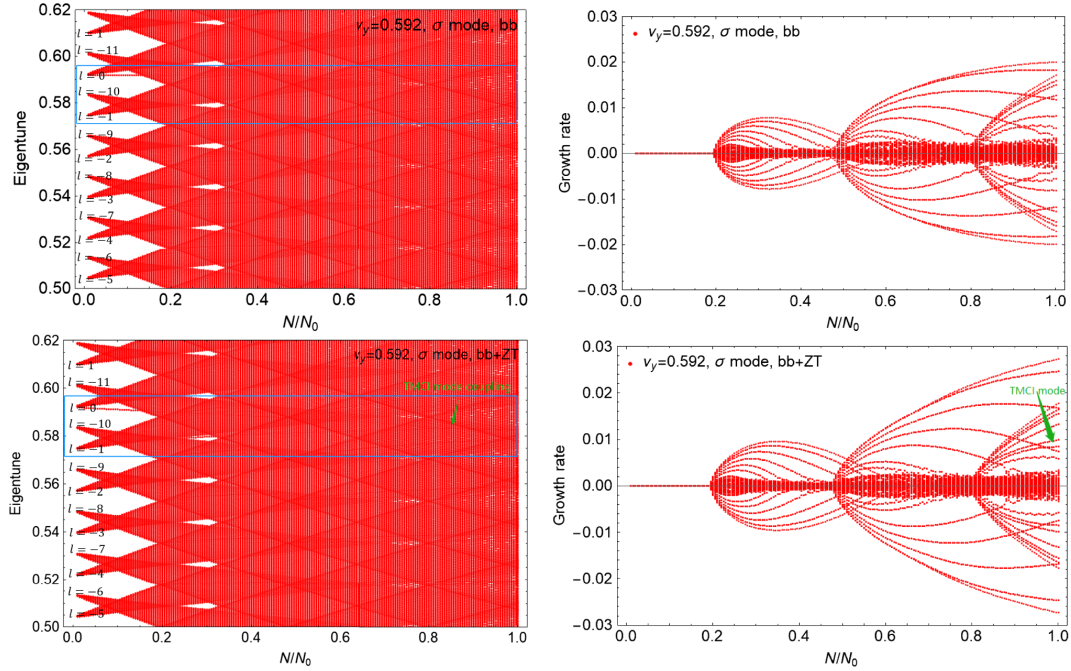 0.62
0.60
0.58
0.56
0.54
0.52
0.50
Eigentune
ν_y=0.592, σ mode, bb
l = 1
l = −11
l = 0
l = −10
l = −1
l = −9
l = −2
l = −8
l = −3
l = −7
l = −4
l = −6
l = −5
0.0 0.2 0.4 0.6 0.8 1.0
N/N₀
0.03
0.02
0.01
0.00
−0.01
−0.02
−0.03
Growth rate
ν_y=0.592, σ mode, bb
0.0 0.2 0.4 0.6 0.8 1.0
N/N₀
0.62
0.60
0.58
0.56
0.54
0.52
0.50
Eigentune
ν_y=0.592, σ mode, bb+ZT
TMCI mode coupling
l = 1
l = −11
l = 0
l = −10
l = −1
l = −9
l = −2
l = −8
l = −3
l = −7
l = −4
l = −6
l = −5
0.0 0.2 0.4 0.6 0.8 1.0
N/N₀
0.03
0.02
0.01
0.00
−0.01
−0.02
−0.03
Growth rate
ν_y=0.592, σ mode, bb+ZT
TMCI mode
0.0 0.2 0.4 0.6 0.8 1.0
N/N₀